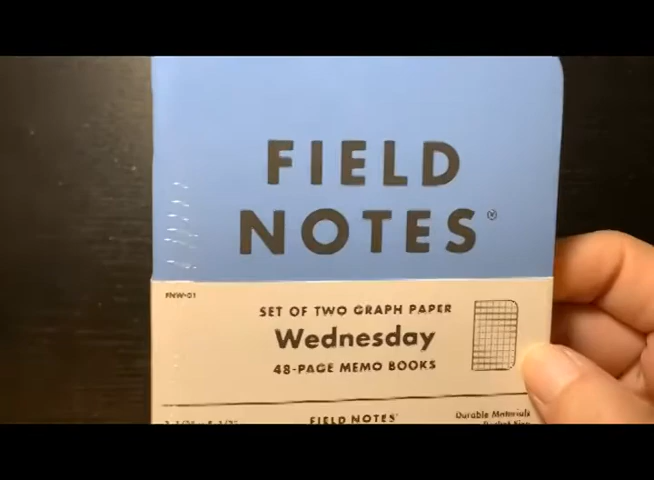 FIELD
NOTES®
FNW-01
SET OF TWO GRAPH PAPER
Wednesday
48-PAGE MEMO BOOKS
FIELD NOTES®
Durable Materials